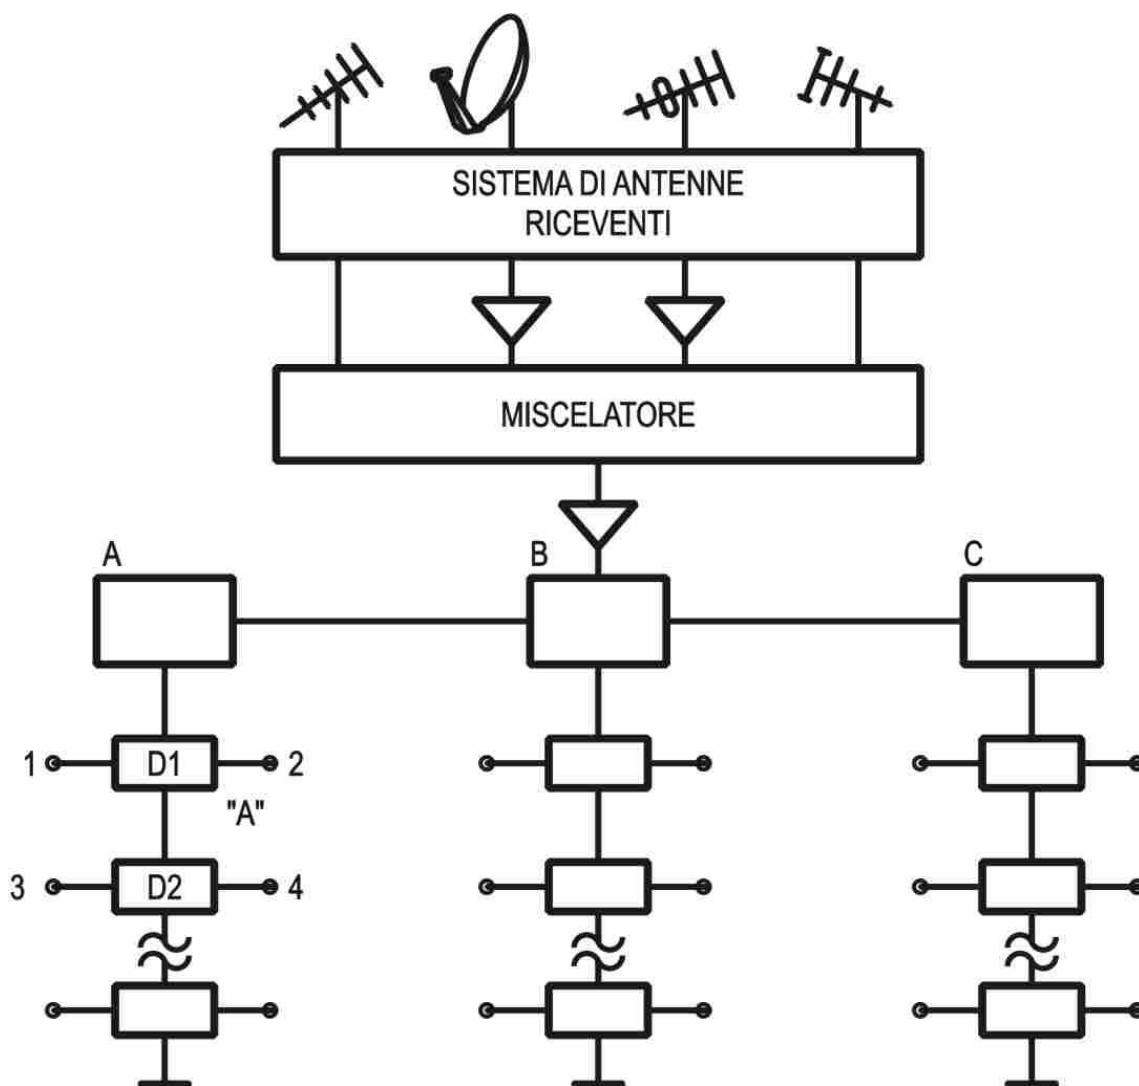 SISTEMA DI ANTENNE
RICEVENTI
MISCELATORE
A
B
C
1
D1
2
"A"
3
D2
4